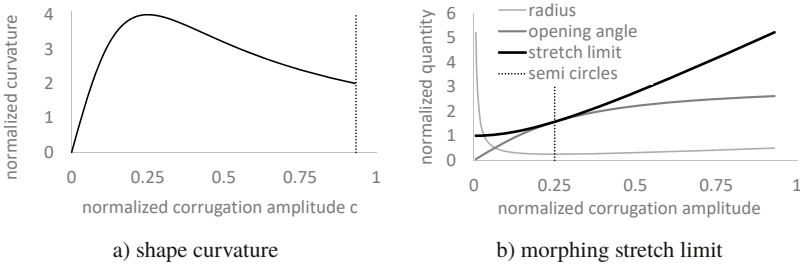 normalized curvature
4
3
2
1
0
0 0.25 0.5 0.75 1
normalized corrugation amplitude c
a) shape curvature
normalized quantity
6
5
4
3
2
1
0
radius
opening angle
stretch limit
semi circles
0 0.25 0.5 0.75 1
normalized corrugation amplitude
b) morphing stretch limit